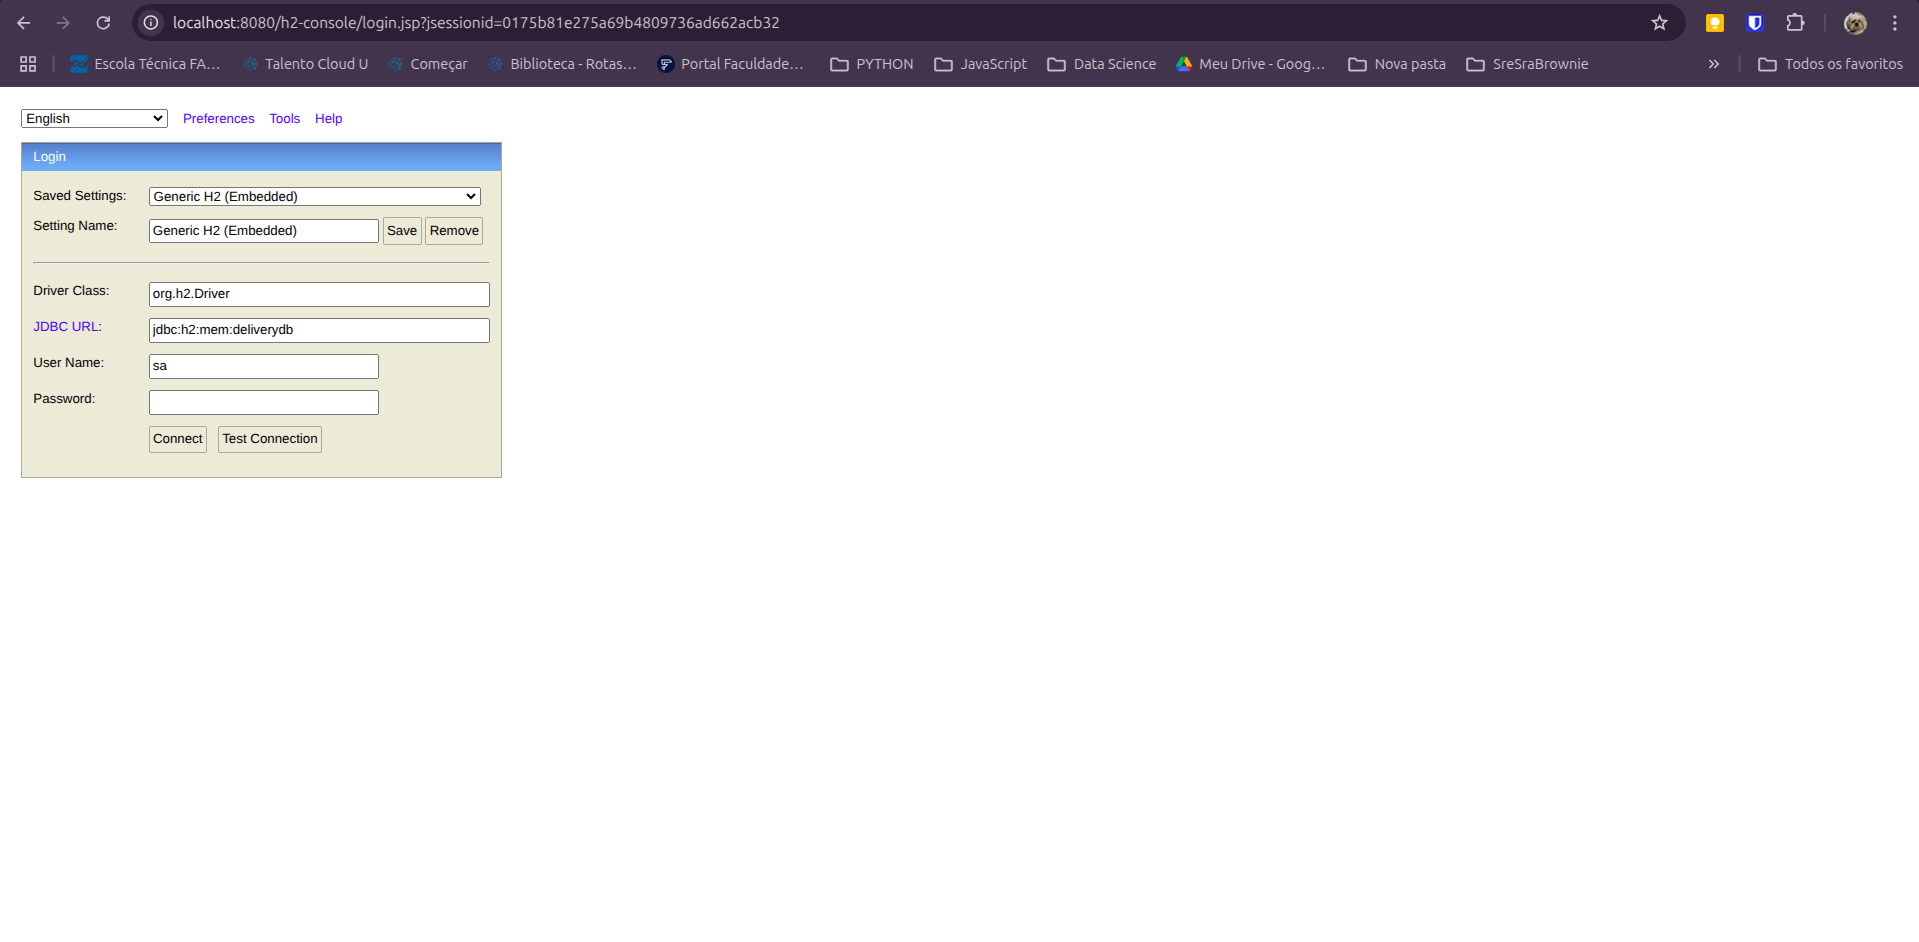 localhost:8080/h2-console/login.jsp?jsessionid=0175b81e275a69b4809736ad662acb32
Escola Técnica FA... Talento Cloud U Começar Biblioteca - Rotas... Portal Faculdade... PYTHON JavaScript Data Science Meu Drive - Goog... Nova pasta SreSraBrownie » Todos os favoritos
English Preferences Tools Help
Login
Saved Settings: Generic H2 (Embedded)
Setting Name: Generic H2 (Embedded) Save Remove
Driver Class: org.h2.Driver
JDBC URL: jdbc:h2:mem:deliverydb
User Name: sa
Password:
Connect Test Connection